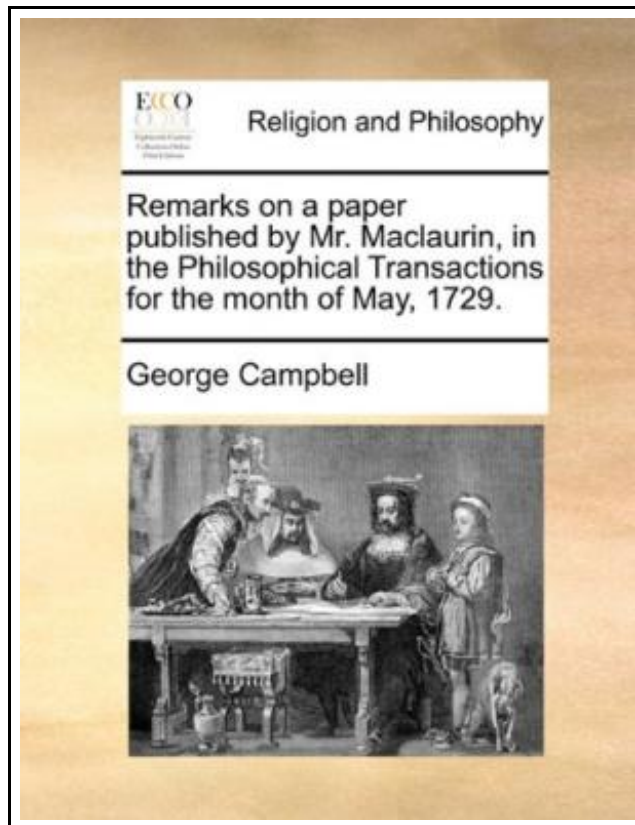 ECCO
Religion and Philosophy
Remarks on a paper
published by Mr. Maclaurin, in
the Philosophical Transactions
for the month of May, 1729.
George Campbell